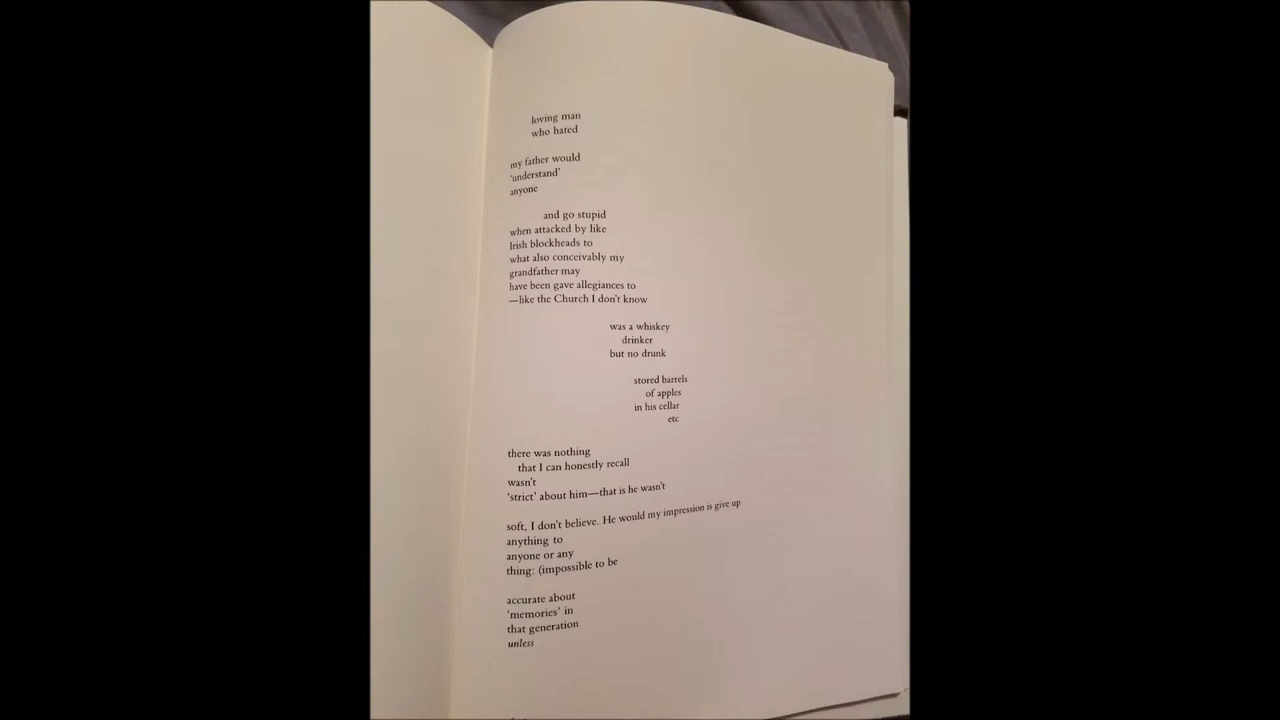 loving man
who hated
my father would
‘understand’
anyone
and go stupid
when attacked by like
Irish blockheads to
what also conceivably my
grandfather may
have been gave allegiances to
—like the Church I don’t know
was a whiskey
drinker
but no drunk
stored barrels
of apples
in his cellar
etc
there was nothing
that I can honestly recall
wasn’t
‘strict’ about him—that is he wasn’t
soft, I don’t believe. He would my impression is give up
anything to
anyone or any
thing: (impossible to be
accurate about
‘memories’ in
that generation
unless